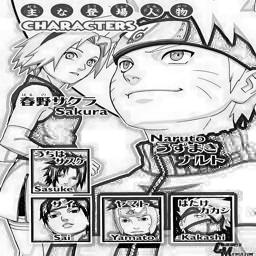 主な登場人物
CHARACTERS
春野サクラ
Sakura
Naruto
うずまき
ナルト
うちは
サスケ
Sasuke
サイ
Sai
ヤマト
Yamato
はたけ
カカシ
Kakashi